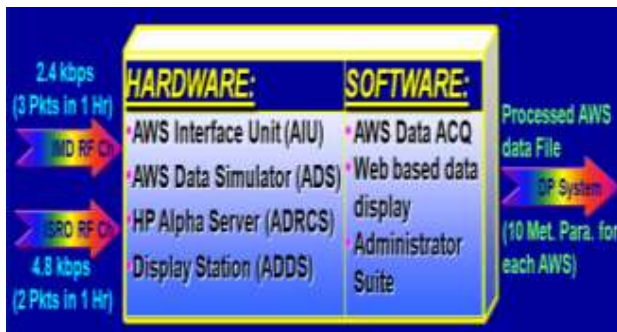 2.4 kbps
(3 Pkts in 1 Hr)
IMD RF Ch
ISRO RF Ch
4.8 kbps
(2 Pkts in 1 Hr)
HARDWARE:
•AWS Interface Unit (AIU)
•AWS Data Simulator (ADS)
•HP Alpha Server (ADRCS)
•Display Station (ADDS)
SOFTWARE:
•AWS Data ACQ
•Web based data
display
•Administrator
Suite
Processed AWS
data File
DP System
(10 Met. Para. for
each AWS)